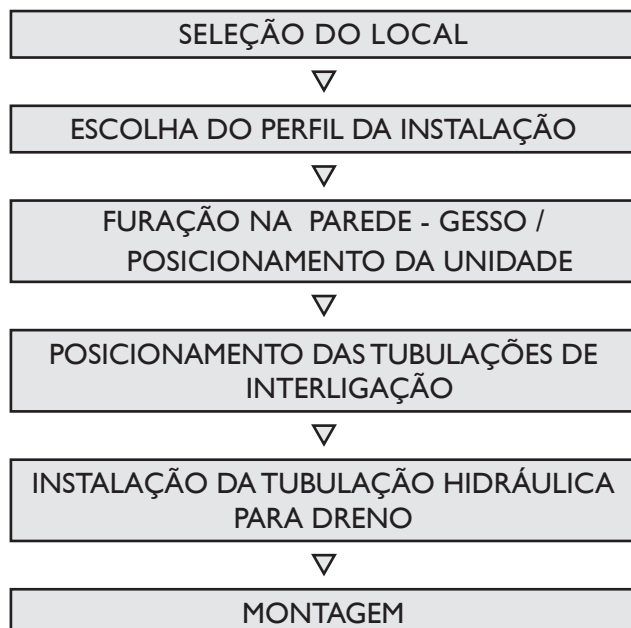 SELEÇÃO DO LOCAL
ESCOLHA DO PERFIL DA INSTALAÇÃO
FURAÇÃO NA PAREDE - GESSO /
POSICIONAMENTO DA UNIDADE
POSICIONAMENTO DAS TUBULAÇÕES DE
INTERLIGAÇÃO
INSTALAÇÃO DA TUBULAÇÃO HIDRÁULICA
PARA DRENO
MONTAGEM